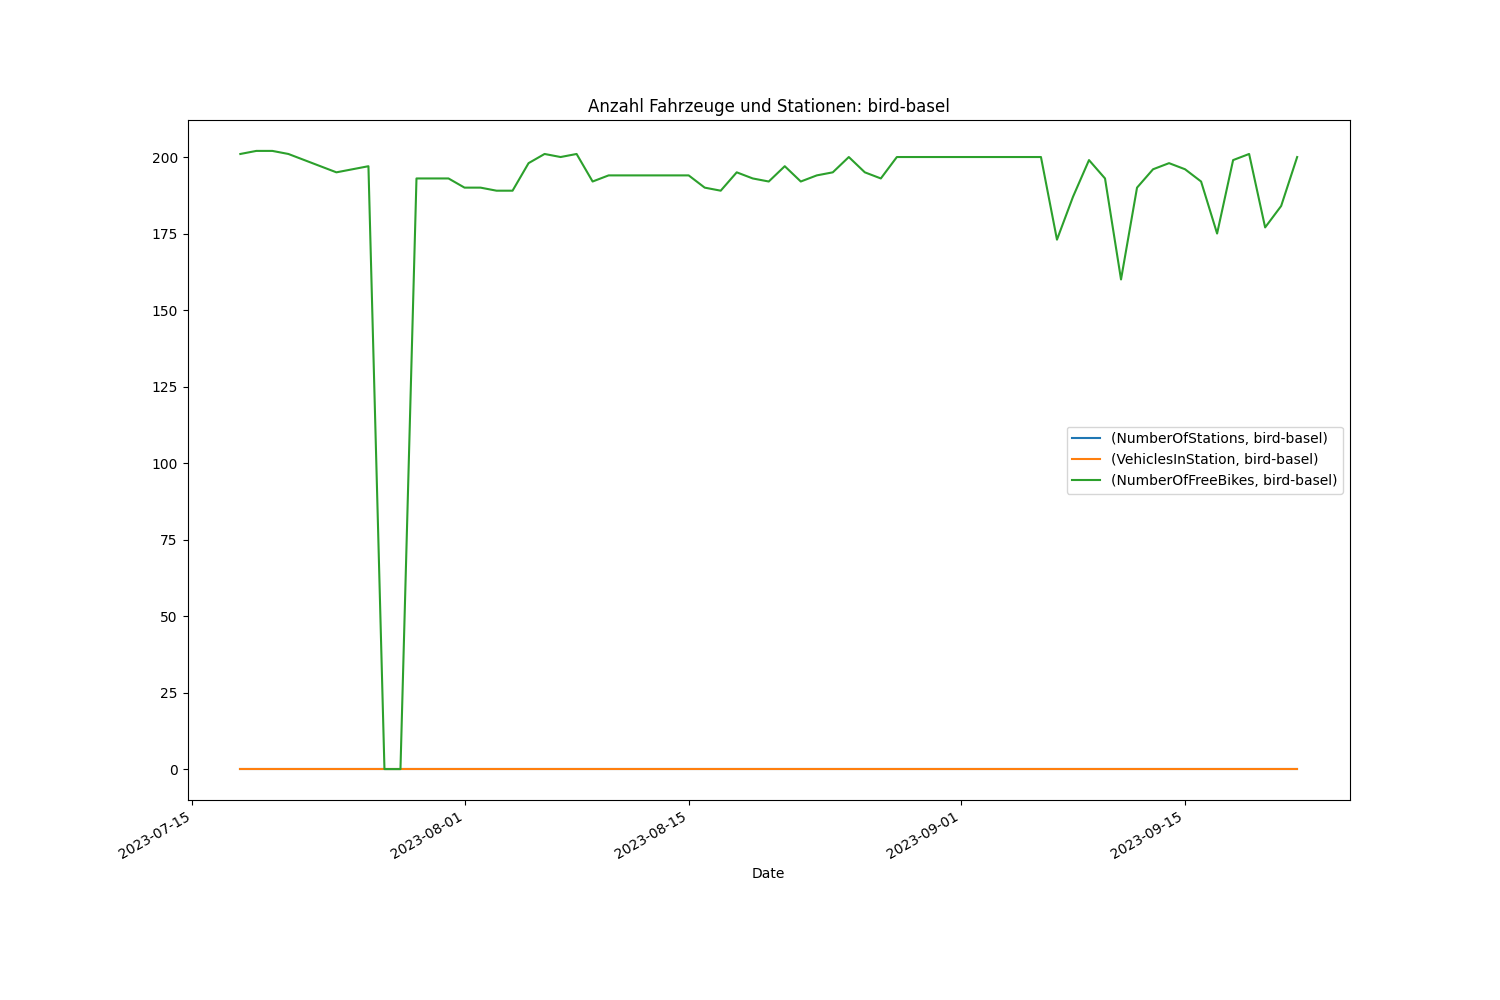 Anzahl Fahrzeuge und Stationen: bird-basel
200
175
150
125
100
75
50
25
0
(NumberOfStations, bird-basel)
(VehiclesInStation, bird-basel)
(NumberOfFreeBikes, bird-basel)
2023-07-15
2023-08-01
2023-08-15
2023-09-01
2023-09-15
Date